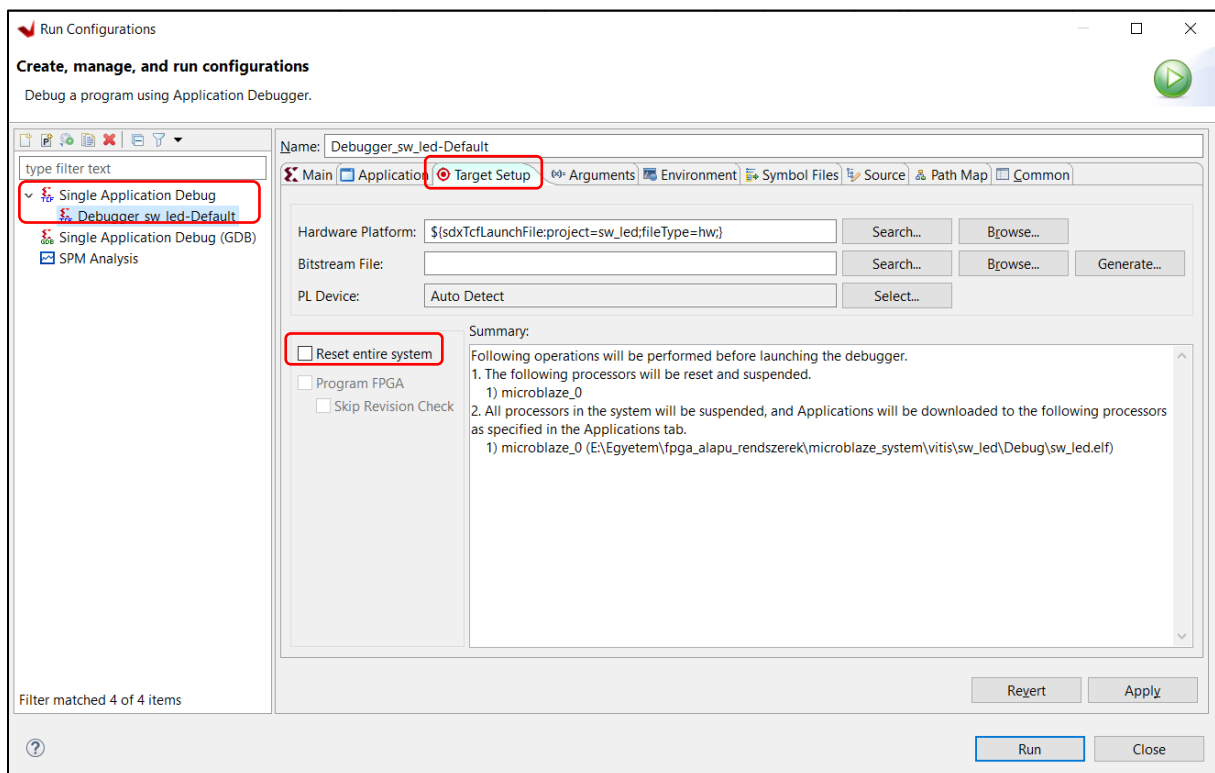 Run Configurations
Create, manage, and run configurations
Debug a program using Application Debugger.
type filter text
Single Application Debug
Debugger_sw_led-Default
Single Application Debug (GDB)
SPM Analysis
Filter matched 4 of 4 items
Name: Debugger_sw_led-Default
Main Application Target Setup Arguments Environment Symbol Files Source Path Map Common
Hardware Platform: ${sdxTcfLaunchFile:project=sw_led;fileType=hw;} Search... Browse...
Bitstream File: Search... Browse... Generate...
PL Device: Auto Detect Select...
Reset entire system
Program FPGA
Skip Revision Check
Summary:
Following operations will be performed before launching the debugger.
1. The following processors will be reset and suspended.
1) microblaze_0
2. All processors in the system will be suspended, and Applications will be downloaded to the following processors
as specified in the Applications tab.
1) microblaze_0 (E:\Egyetem\fpga_alapu_rendszerek\microblaze_system\vitis\sw_led\Debug\sw_led.elf)
Revert Apply
Run Close